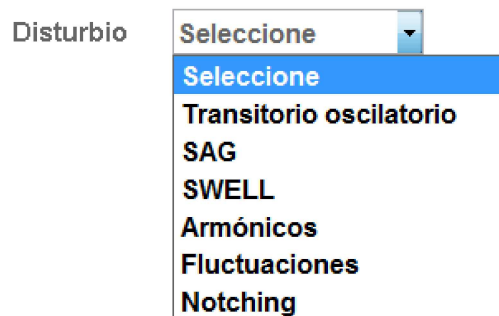 Disturbio Seleccione
Seleccione
Transitorio oscilatorio
SAG
SWELL
Armónicos
Fluctuaciones
Notching